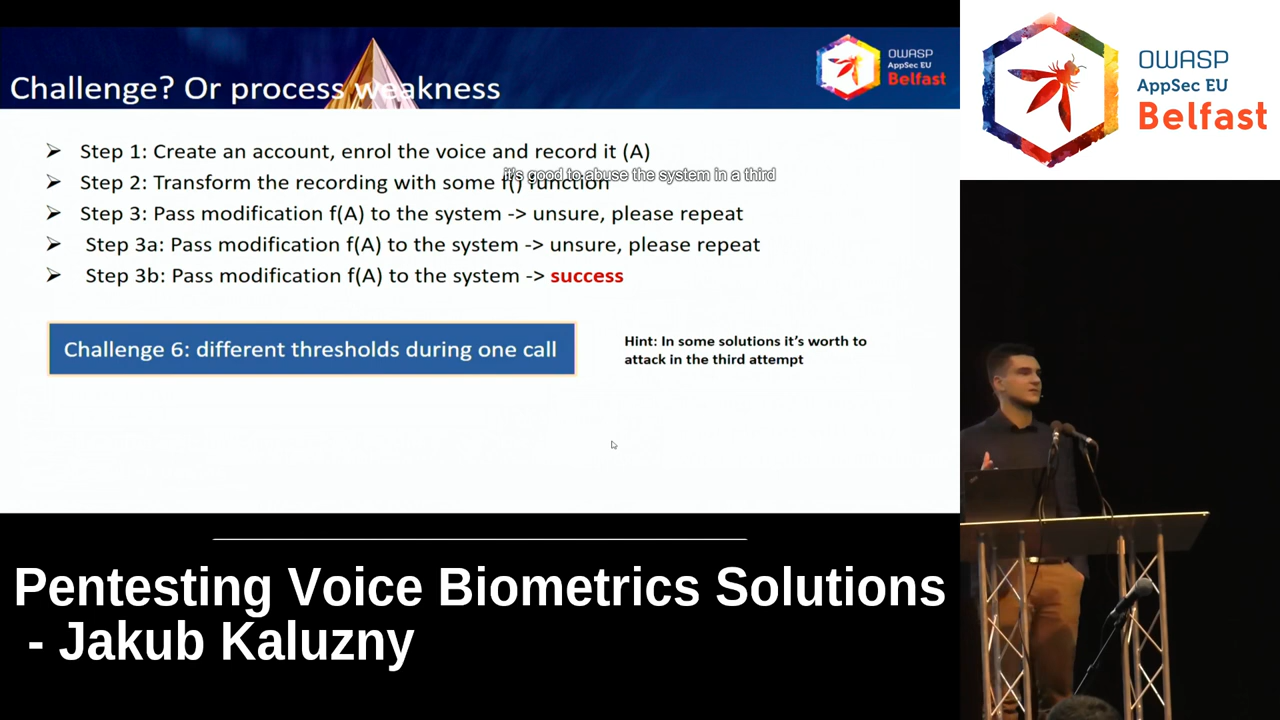 Challenge? Or process weakness
OWASP
AppSec EU
Belfast
Step 1: Create an account, enrol the voice and record it (A)
it's good to abuse the system in a third
Step 2: Transform the recording with some f() function
Step 3: Pass modification f(A) to the system -> unsure, please repeat
Step 3a: Pass modification f(A) to the system -> unsure, please repeat
Step 3b: Pass modification f(A) to the system -> success
Challenge 6: different thresholds during one call
Hint: In some solutions it's worth to
attack in the third attempt
OWASP
AppSec EU
Belfast
Pentesting Voice Biometrics Solutions
- Jakub Kaluzny